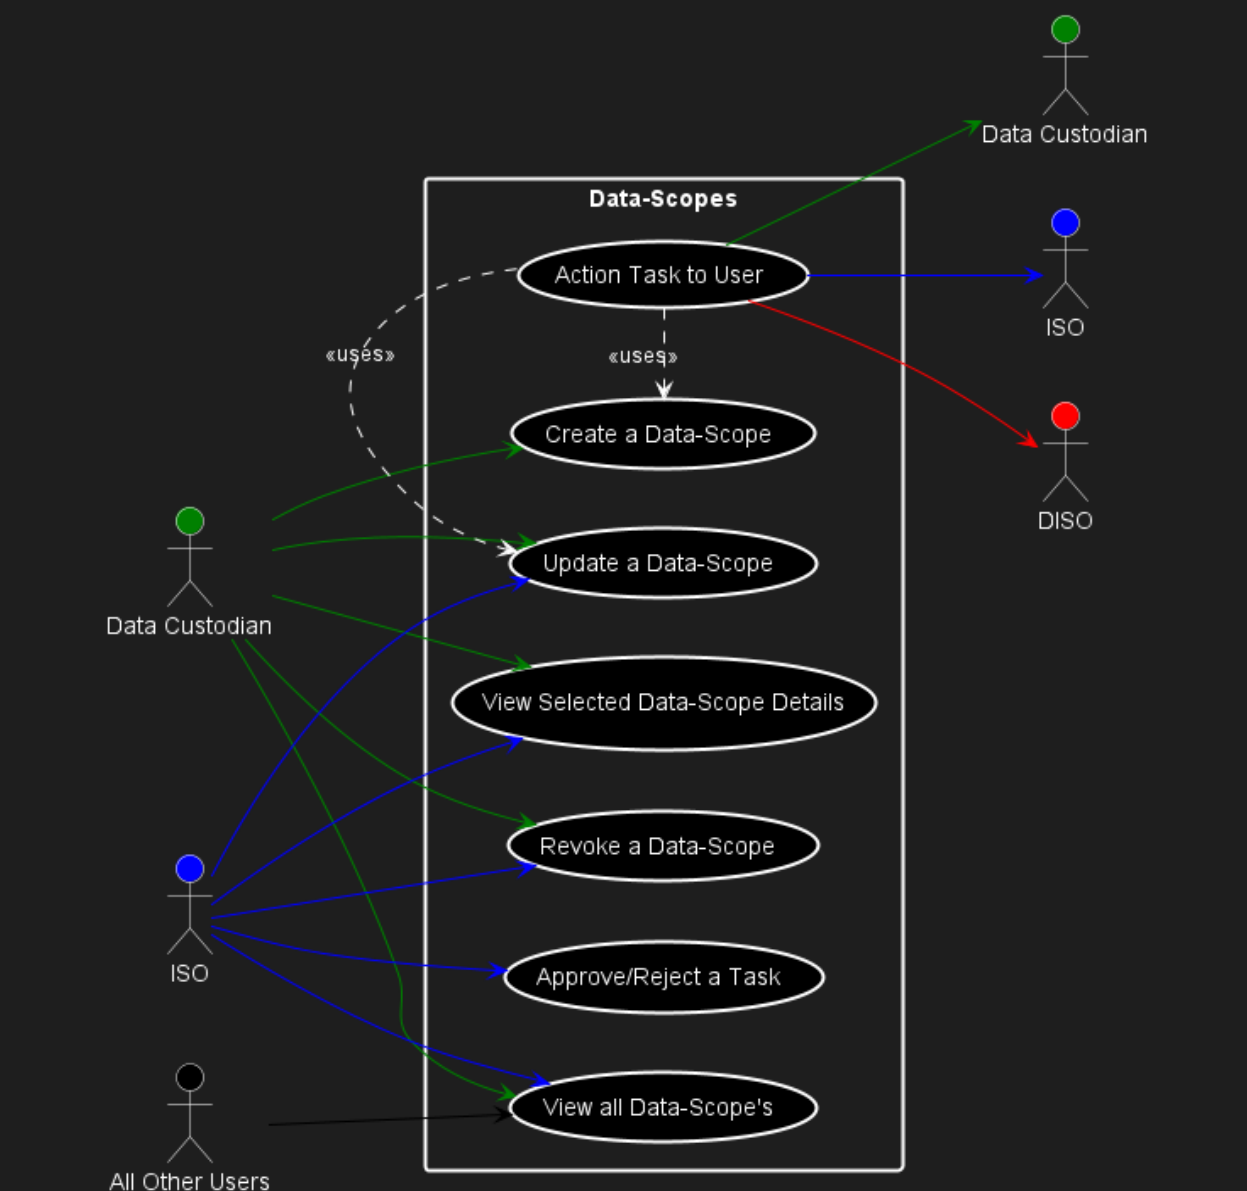 Data Custodian
Data-Scopes
Action Task to User
ISO
«uses»
«uses»
Create a Data-Scope
DISO
Update a Data-Scope
Data Custodian
View Selected Data-Scope Details
Revoke a Data-Scope
ISO
Approve/Reject a Task
View all Data-Scope's
All Other Users